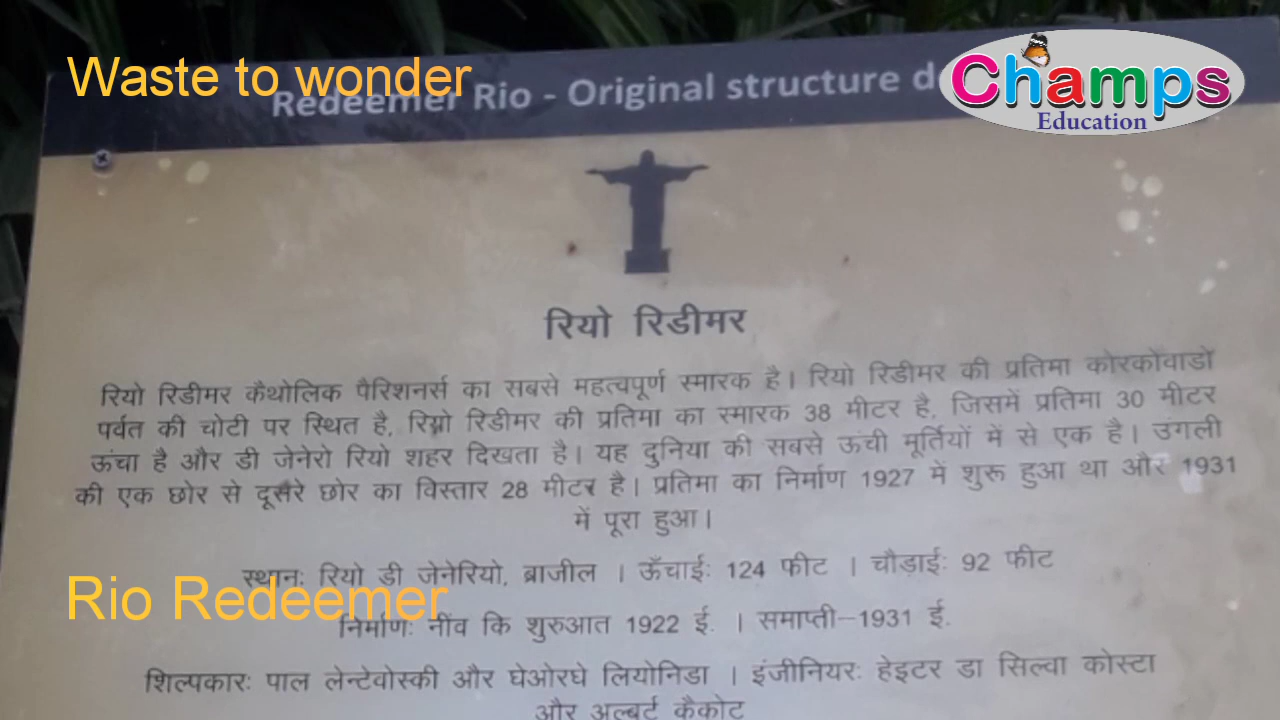 Waste to wonder
Redeemer Rio - Original structure
Champs
Education
रियो रिडीमर
रियो रिडीमर कैथोलिक पैरिशनर्स का सबसे महत्वपूर्ण स्मारक है। रियो रिडीमर की प्रतिमा कोरकोवाडो
पर्वत की चोटी पर स्थित है, रियो रिडीमर की प्रतिमा का स्मारक 38 मीटर है, जिसमें प्रतिमा 30 मीटर
ऊंचा है और डी जेनेरो रियो शहर दिखता है। यह दुनिया की सबसे ऊंची मूर्तियों में से एक है। उंगली
की एक छोर से दूसरे छोर का विस्तार 28 मीटर है। प्रतिमा का निर्माण 1927 में शुरू हुआ था और 1931
में पूरा हुआ।
स्थानः रियो डी जेनेरियो, ब्राजील । ऊँचाईः 124 फीट । चौड़ाईः 92 फीट
Rio Redeemer
निर्माणः नींव कि शुरुआत 1922 ई. । समाप्ती–1931 ई.
शिल्पकारः पाल लेन्टेवोस्की और घेओरघे लियोनिडा । इंजीनियरः हेइटर डा सिल्वा कोस्टा
और अल्बर्ट कैकोट